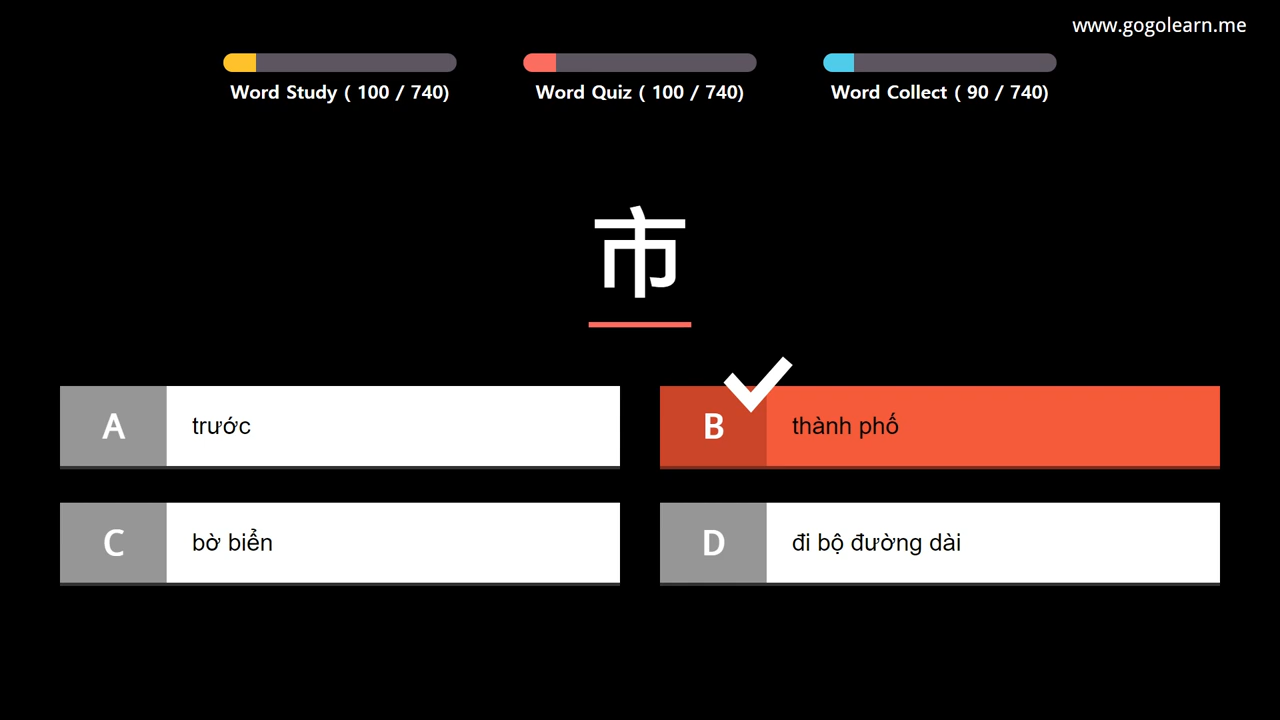 www.gogolearn.me
Word Study ( 100 / 740)
Word Quiz ( 100 / 740)
Word Collect ( 90 / 740)
市
A trước
B thành phố
C bờ biển
D đi bộ đường dài